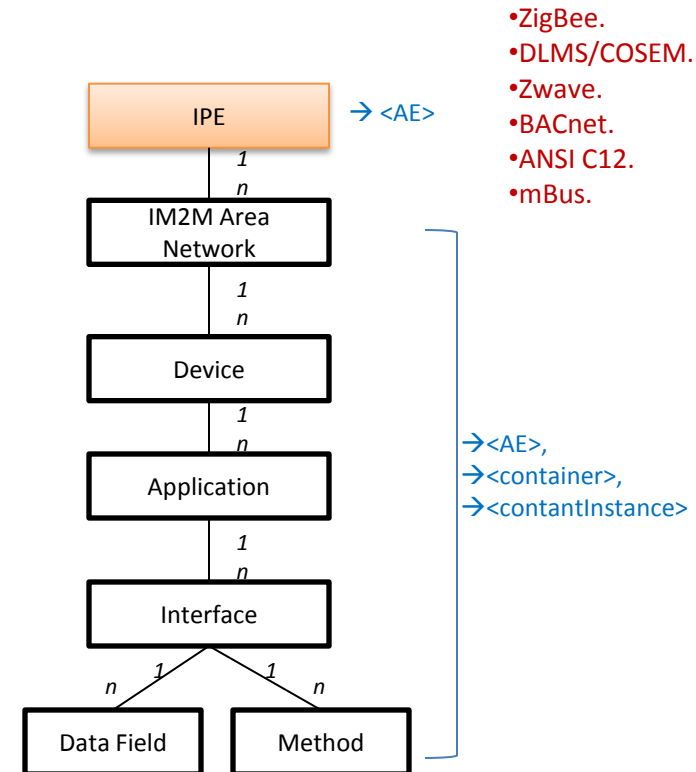 •ZigBee.
•DLMS/COSEM.
•Zwave.
•BACnet.
•ANSI C12.
•mBus.
IPE
→ <AE>
1
n
IM2M Area
Network
1
n
Device
1
n
Application
→<AE>,
→<container>,
→<contantInstance>
1
n
Interface
1
1
n
n
Data Field
Method